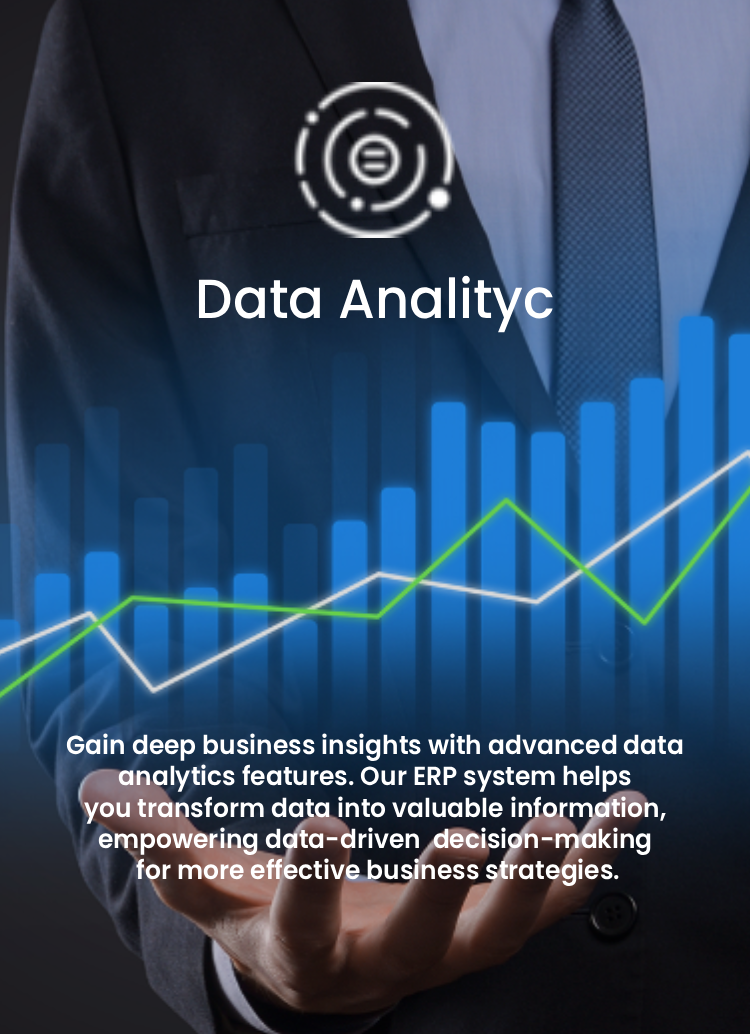 Data Analityc
Gain deep business insights with advanced data
analytics features. Our ERP system helps
you transform data into valuable information,
empowering data-driven  decision-making
for more effective business strategies.